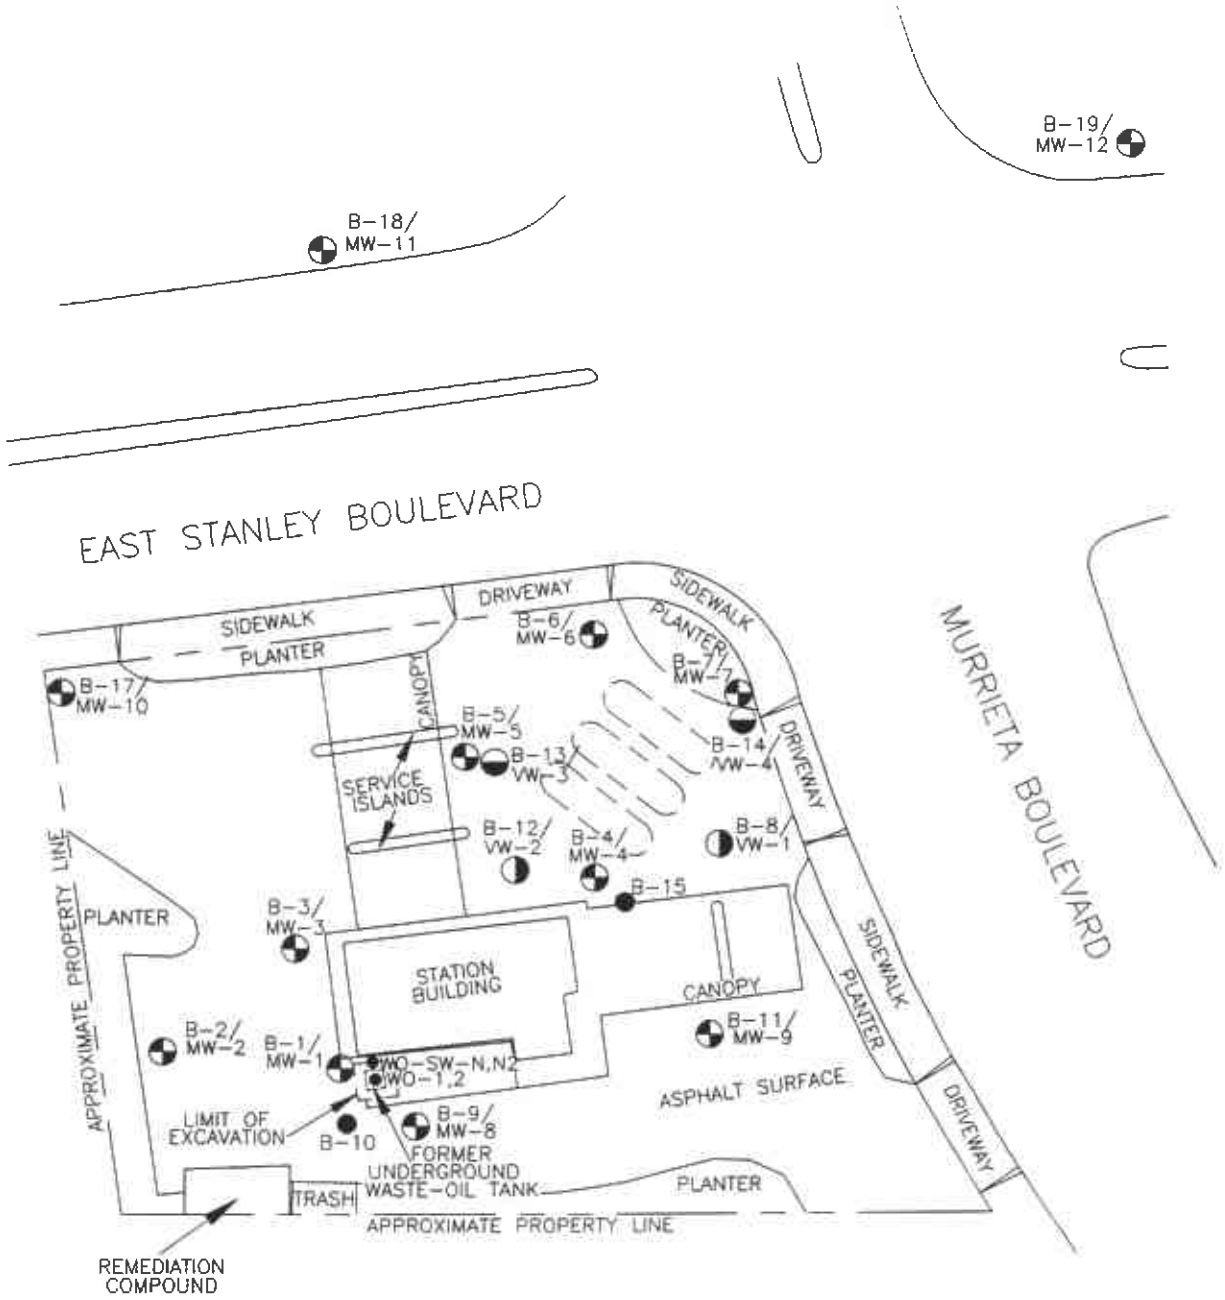 B-19/
MW-12
B-18/
MW-11
EAST STANLEY BOULEVARD
MURRIETA BOULEVARD
SIDEWALK
PLANTER
DRIVEWAY
SIDEWALK
PLANTER
B-6/
MW-6
B-7/
MW-7
B-17/
MW-10
CANOPY
B-5/
MW-5
B-13/
VW-3
B-14
VW-4
DRIVEWAY
SERVICE
ISLANDS
B-12/
VW-2
B-4/
MW-4
B-8/
VW-1
B-15
PLANTER
APPROXIMATE PROPERTY LINE
B-3/
MW-3
STATION
BUILDING
CANOPY
SIDEWALK
PLANTER
B-2/
MW-2
B-1/
MW-1
WO-SW-N,N2
WO-1,2
B-11/
MW-9
ASPHALT SURFACE
LIMIT OF
EXCAVATION
B-10
B-9/
MW-8
FORMER
UNDERGROUND
WASTE-OIL TANK
DRIVEWAY
TRASH
PLANTER
APPROXIMATE PROPERTY LINE
REMEDIATION
COMPOUND